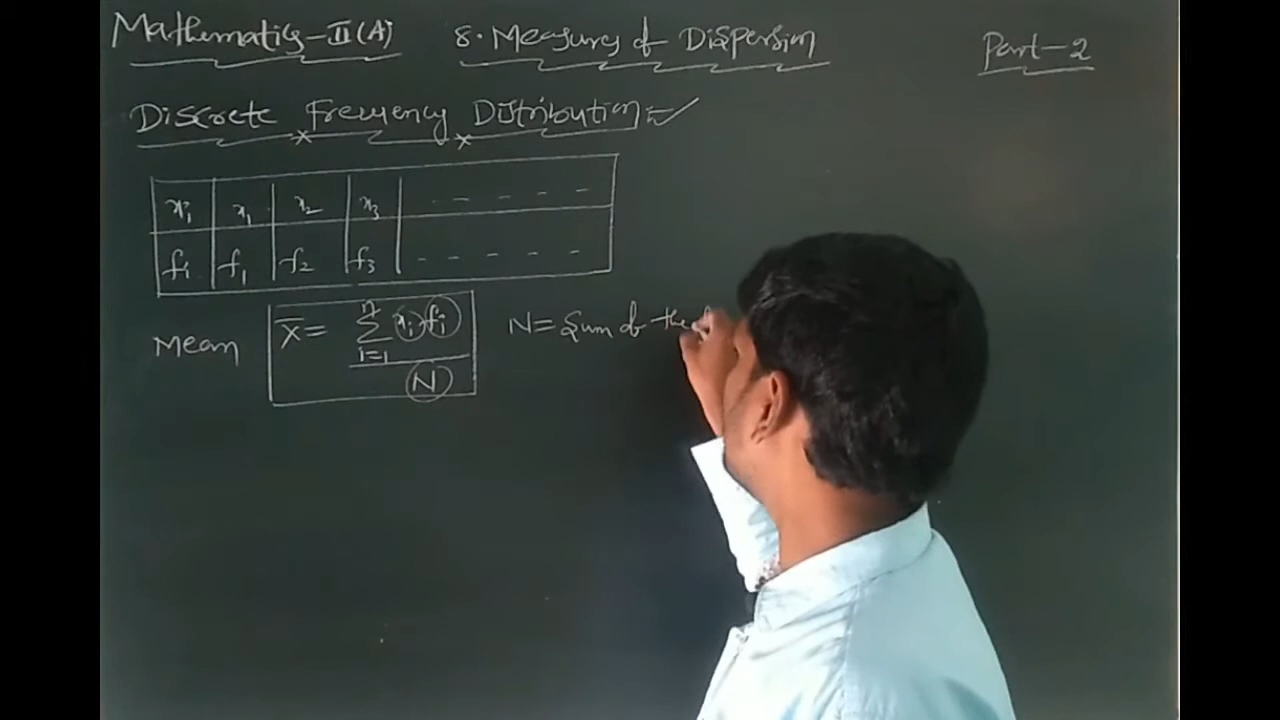 Mathematics-II(A) 8. Measures of Dispersion Part-2
Discrete Frequency Distribution:-
xi x1 x2 x3 - - - - -
fi f1 f2 f3 - - - - - -
Mean x̄ = n Σ i=1 xi fi / N N = Sum of the